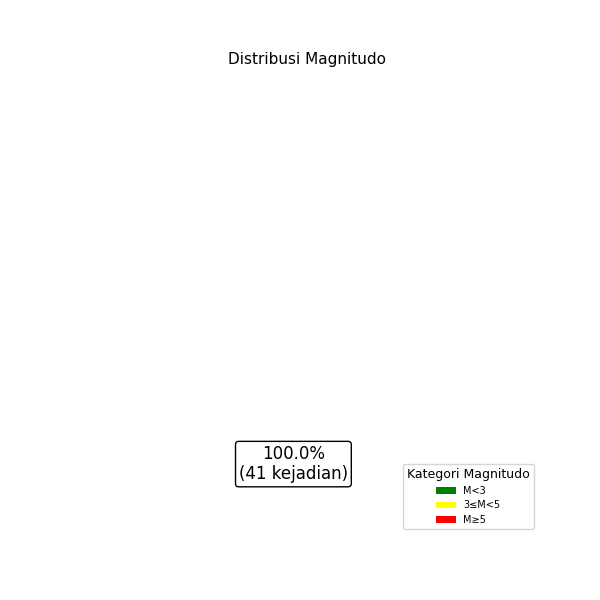 Distribusi Magnitudo
100.0%
(41 kejadian)
Kategori Magnitudo
M<3
3≤M<5
M≥5